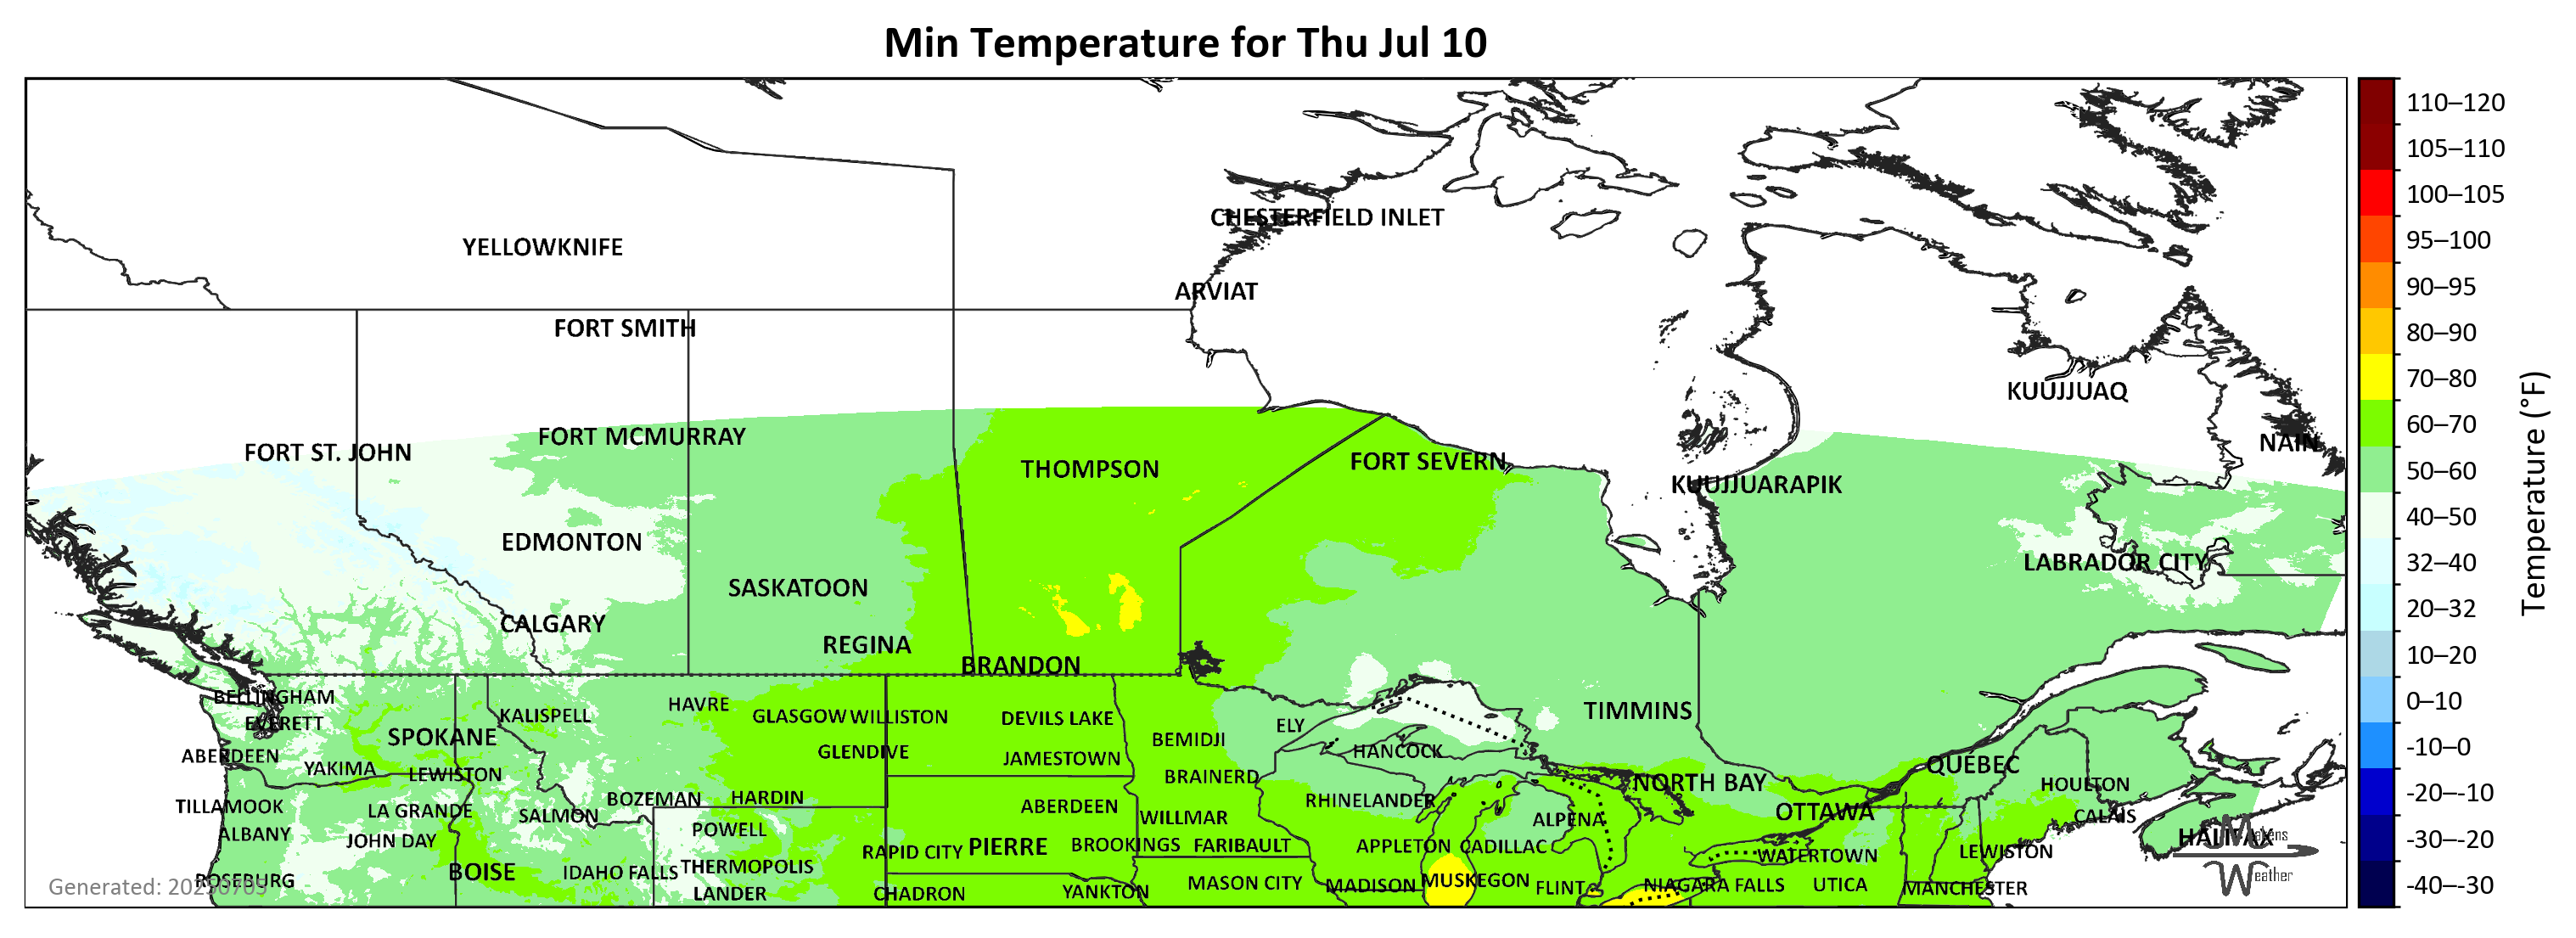 Min Temperature for Thu Jul 10
110–120
105–110
100–105
95–100
90–95
80–90
70–80
60–70
50–60
40–50
32–40
20–32
10–20
0–10
-10–0
-20–-10
-30–-20
-40–-30
Temperature (°F)
CHESTERFIELD INLET
YELLOWKNIFE
ARVIAT
FORT SMITH
KUUJJUAQ
FORT MCMURRAY
NAIN
FORT ST. JOHN
FORT SEVERN
THOMPSON
KUUJJUARAPIK
EDMONTON
LABRADOR CITY
SASKATOON
CALGARY
REGINA
BRANDON
BELLINGHAM
HAVRE
TIMMINS
KALISPELL
GLASGOW
WILLISTON
DEVILS LAKE
EVERETT
ELY
SPOKANE
BEMIDJI
GLENDIVE
HANCOCK
ABERDEEN
JAMESTOWN
QUÉBEC
YAKIMA
LEWISTON
BRAINERD
NORTH BAY
HOULTON
BOZEMAN
HARDIN
RHINELANDER
TILLAMOOK
LA GRANDE
ABERDEEN
SALMON
WILLMAR
OTTAWA
CALAIS
ALPENA
ALBANY
POWELL
HALIFAX
JOHN DAY
PIERRE
BROOKINGS
FARIBAULT
APPLETON
CADILLAC
RAPID CITY
WATERTOWN
LEWISTON
THERMOPOLIS
BOISE
IDAHO FALLS
ROSEBURG
MUSKEGON
MASON CITY
MADISON
FLINT
NIAGARA FALLS
UTICA
MANCHESTER
LANDER
CHADRON
YANKTON
Generated: 20250705
Makens
Weather